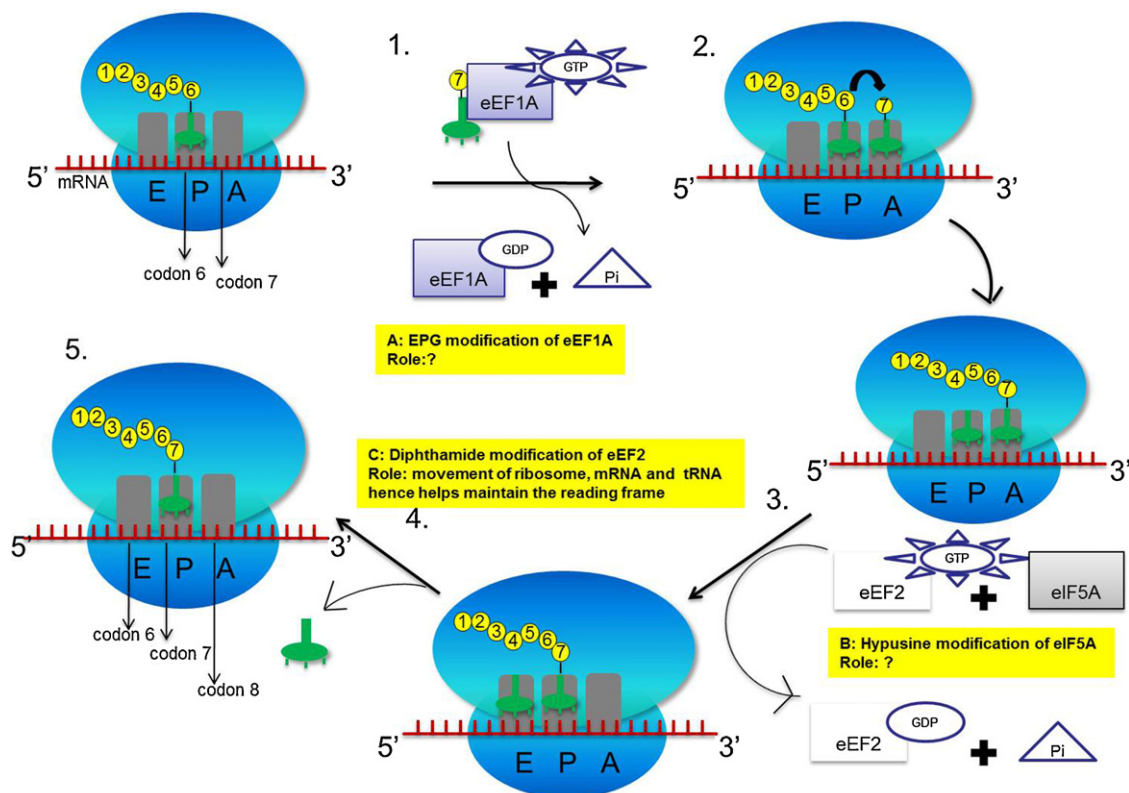 1
2
3
4
5
6
5'
mRNA
3'
E P A
codon 6
codon 7
1.
7
eEF1A
GTP
eEF1A
GDP
Pi
A: EPG modification of eEF1A
Role:?
2.
1
2
3
4
5
6
7
5'
3'
E P A
1
2
3
4
5
6
7
5'
3'
E P A
3.
eEF2
GTP
eIF5A
B: Hypusine modification of eIF5A
Role: ?
eEF2
GDP
Pi
C: Diphthamide modification of eEF2
Role: movement of ribosome, mRNA and tRNA
hence helps maintain the reading frame
4.
1
2
3
4
5
6
7
5'
3'
E P A
5.
1
2
3
4
5
6
7
5'
3'
E P A
codon 6
codon 7
codon 8